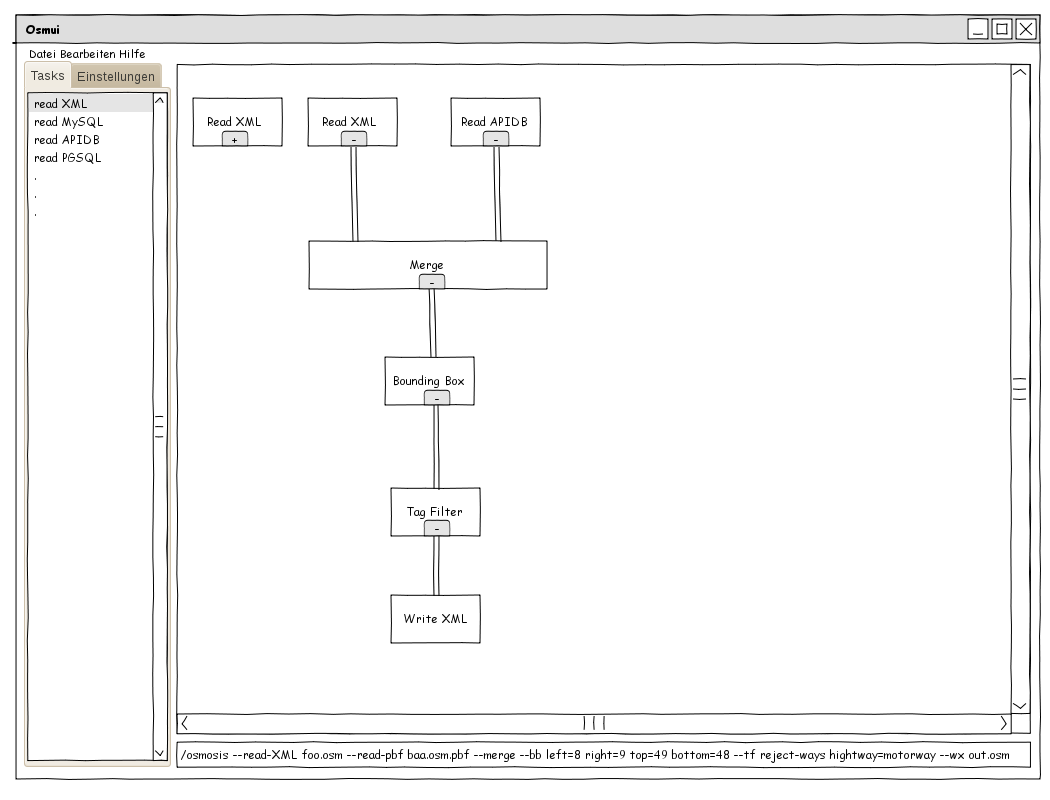 Osmui
Datei Bearbeiten Hilfe
Tasks Einstellungen
read XML
read MySQL
read APIDB
read PGSQL
.
.
.
Read XML
+
Read XML
-
Read APIDB
-
Merge
-
Bounding Box
-
Tag Filter
-
Write XML
/osmosis --read-XML foo.osm --read-pbf baa.osm.pbf --merge --bb left=8 right=9 top=49 bottom=48 --tf reject-ways hightway=motorway --wx out.osm